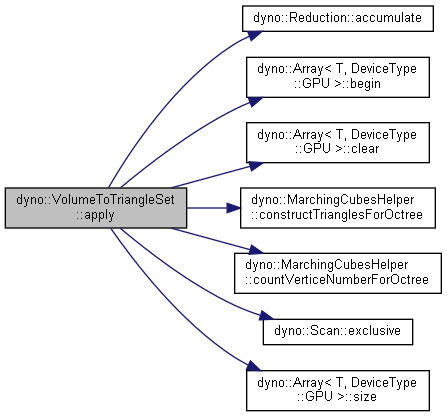 dyno::Reduction::accumulate
dyno::Array< T, DeviceType
::GPU >::begin
dyno::Array< T, DeviceType
::GPU >::clear
dyno::VolumeToTriangleSet
::apply
dyno::MarchingCubesHelper
::constructTrianglesForOctree
dyno::MarchingCubesHelper
::countVerticeNumberForOctree
dyno::Scan::exclusive
dyno::Array< T, DeviceType
::GPU >::size